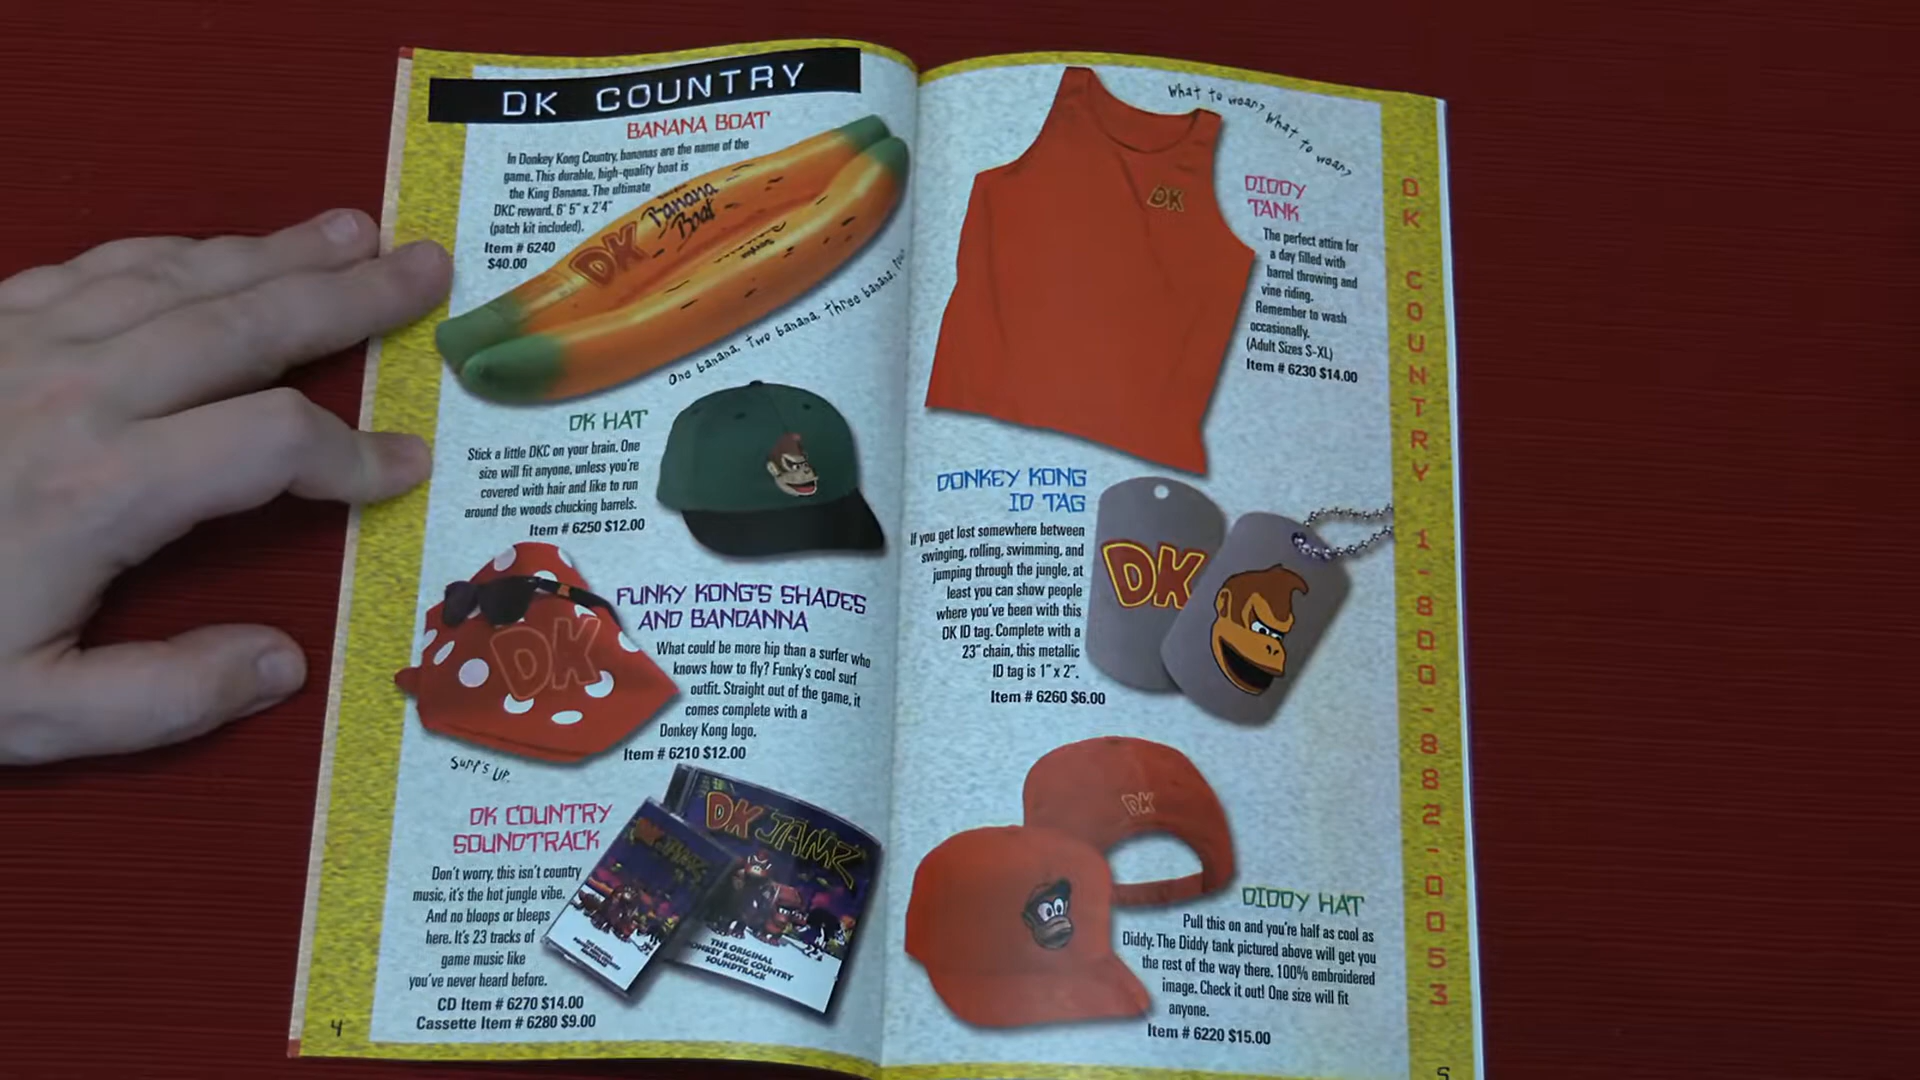 DK COUNTRY
BANANA BOAT
In Donkey Kong Country, bananas are the name of the
game. This durable, high-quality boat is
the King Banana. The ultimate
DKC reward. 6' 5" x 2'4"
(patch kit included).
Item # 6240
$40.00
DK
Banana
Boat
One banana, Two banana, Three banana,
DK HAT
Stick a little DKC on your brain. One
size will fit anyone, unless you're
covered with hair and like to run
around the woods chucking barrels.
Item # 6250 $12.00
FUNKY KONG'S SHADES
AND BANDANNA
What could be more hip than a surfer who
knows how to fly? Funky's cool surf
outfit. Straight out of the game, it
comes complete with a
Donkey Kong logo.
Item # 6210 $12.00
DK
Surf's Up.
DK COUNTRY
SOUNDTRACK
Don't worry, this isn't country
music, it's the hot jungle vibe.
And no bloops or bleeps
here. It's 23 tracks of
game music like
you've never heard before.
CD Item # 6270 $14.00
Cassette Item # 6280 $9.00
DK JAMZ
DK JAMZ
THE ORIGINAL
DONKEY KONG COUNTRY
SOUNDTRACK
4
What to wear, What to wear?
DK
DIDDY
TANK
The perfect attire for
a day filled with
barrel throwing and
vine riding.
Remember to wash
occasionally.
(Adult Sizes S-XL)
Item # 6230 $14.00
DONKEY KONG
ID TAG
If you get lost somewhere between
swinging, rolling, swimming, and
jumping through the jungle, at
least you can show people
where you've been with this
DK ID tag. Complete with a
23" chain, this metallic
ID tag is 1" x 2".
Item # 6260 $6.00
DK
DK
DIDDY HAT
Pull this on and you're half as cool as
Diddy. The Diddy tank pictured above will get you
the rest of the way there. 100% embroidered
image. Check it out! One size will fit
anyone.
Item # 6220 $15.00
DK COUNTRY 1-800-882-0053
5